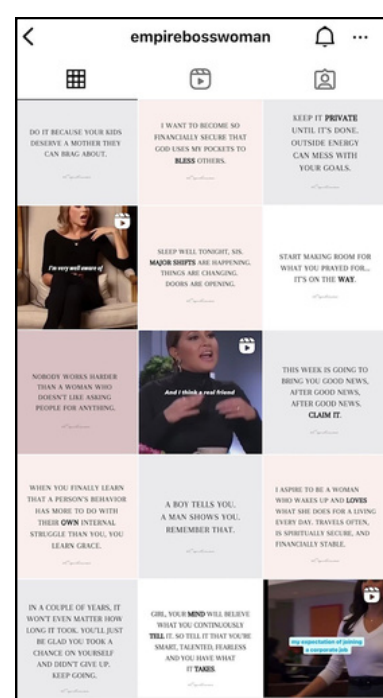 empirebosswoman
DO IT BECAUSE YOUR KIDS
DESERVE A MOTHER THEY
CAN BRAG ABOUT.
I WANT TO BECOME SO
FINANCIALLY SECURE THAT
GOD USES MY POCKETS TO
BLESS OTHERS.
KEEP IT PRIVATE
UNTIL IT'S DONE.
OUTSIDE ENERGY
CAN MESS WITH
YOUR GOALS.
I'm very well aware of
SLEEP WELL TONIGHT, SIS.
MAJOR SHIFTS ARE HAPPENING.
THINGS ARE CHANGING.
DOORS ARE OPENING.
START MAKING ROOM FOR
WHAT YOU PRAYED FOR...
IT'S ON THE WAY.
NOBODY WORKS HARDER
THAN A WOMAN WHO
DOESN'T LIKE ASKING
PEOPLE FOR ANYTHING.
And I think a real friend
THIS WEEK IS GOING TO
BRING YOU GOOD NEWS,
AFTER GOOD NEWS,
AFTER GOOD NEWS.
CLAIM IT.
WHEN YOU FINALLY LEARN
THAT A PERSON'S BEHAVIOR
HAS MORE TO DO WITH
THEIR OWN INTERNAL
STRUGGLE THAN YOU, YOU
LEARN GRACE.
A BOY TELLS YOU.
A MAN SHOWS YOU.
REMEMBER THAT.
I ASPIRE TO BE A WOMAN
WHO WAKES UP AND LOVES
WHAT SHE DOES FOR A LIVING
EVERY DAY. TRAVELS OFTEN,
IS SPIRITUALLY SECURE, AND
FINANCIALLY STABLE.
IN A COUPLE OF YEARS, IT
WON'T EVEN MATTER HOW
LONG IT TOOK. YOU'LL JUST
BE GLAD YOU TOOK A
CHANCE ON YOURSELF
AND DIDN'T GIVE UP.
KEEP GOING.
GIRL, YOUR MIND WILL BELIEVE
WHAT YOU CONTINUOUSLY
TELL IT. SO TELL IT THAT YOU'RE
SMART, TALENTED, FEARLESS
AND YOU HAVE WHAT
IT TAKES.
my expectation of joining
a corporate job